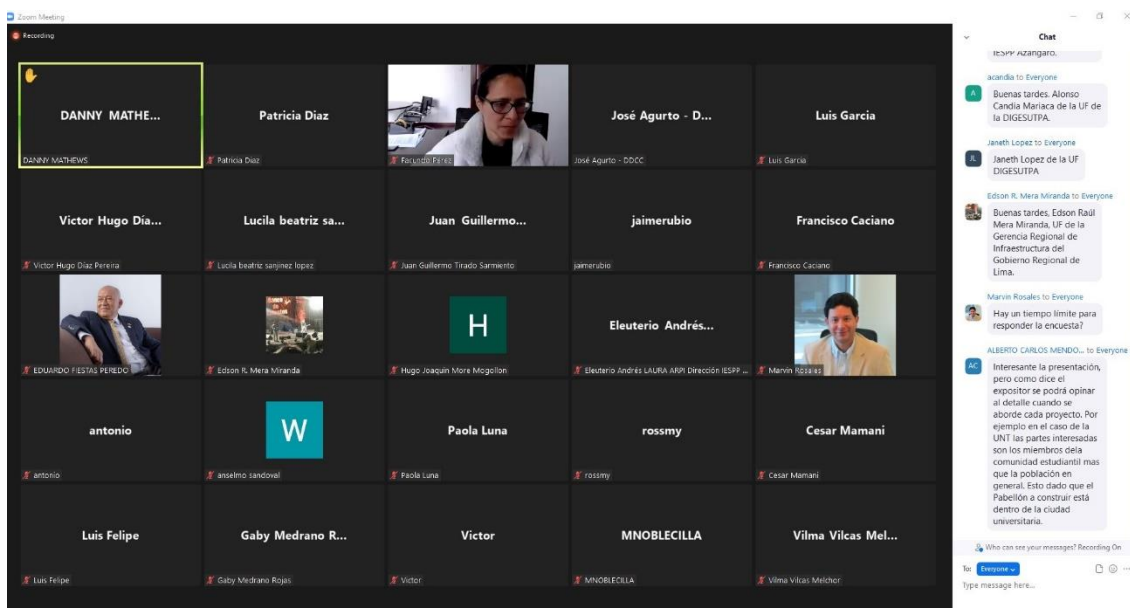 Zoom Meeting
Recording
DANNY MATHE...
DANNY MATHEWS
Patricia Diaz
Patricia Diaz
Facundo Pérez
José Agurto - D...
José Agurto - DDCC
Luis Garcia
Luis Garcia
Victor Hugo Día...
Victor Hugo Díaz Pereira
Lucila beatriz sa...
Lucila beatriz sanjinez lopez
Juan Guillermo...
Juan Guillermo Tirado Sarmiento
jaimerubio
jaimerubio
Francisco Caciano
Francisco Caciano
EDUARDO FIESTAS PEREDO
Edson R. Mera Miranda
H
Hugo Joaquin More Mogollon
Eleuterio Andrés...
Eleuterio Andrés LAURA ARPI Dirección IESPP ...
Marvin Rosales
antonio
antonio
W
anselmo sandoval
Paola Luna
Paola Luna
rossmy
rossmy
Cesar Mamani
Cesar Mamani
Luis Felipe
Luis Felipe
Gaby Medrano R...
Gaby Medrano Rojas
Victor
Victor
MNOBLECILLA
MNOBLECILLA
Vilma Vilcas Mel...
Vilma Vilcas Melchor
Chat
IESPP Azángaro.
acandia to Everyone
A
Buenas tardes. Alonso
Candia Mariaca de la UF de
la DIGESUTPA.
Janeth Lopez to Everyone
JL
Janeth Lopez de la UF
DIGESUTPA
Edson R. Mera Miranda to Everyone
Buenas tardes, Edson Raúl
Mera Miranda, UF de la
Gerencia Regional de
Infraestructura del
Gobierno Regional de
Lima.
Marvin Rosales to Everyone
Hay un tiempo límite para
responder la encuesta?
ALBERTO CARLOS MENDO... to Everyone
AC
Interesante la presentación,
pero como dice el
expositor se podrá opinar
al detalle cuando se
aborde cada proyecto. Por
ejemplo en el caso de la
UNT las partes interesadas
son los miembros dela
comunidad estudiantil mas
que la población en
general. Esto dado que el
Pabellón a construir está
dentro de la ciudad
universitaria.
Who can see your messages? Recording On
To: Everyone
Type message here...